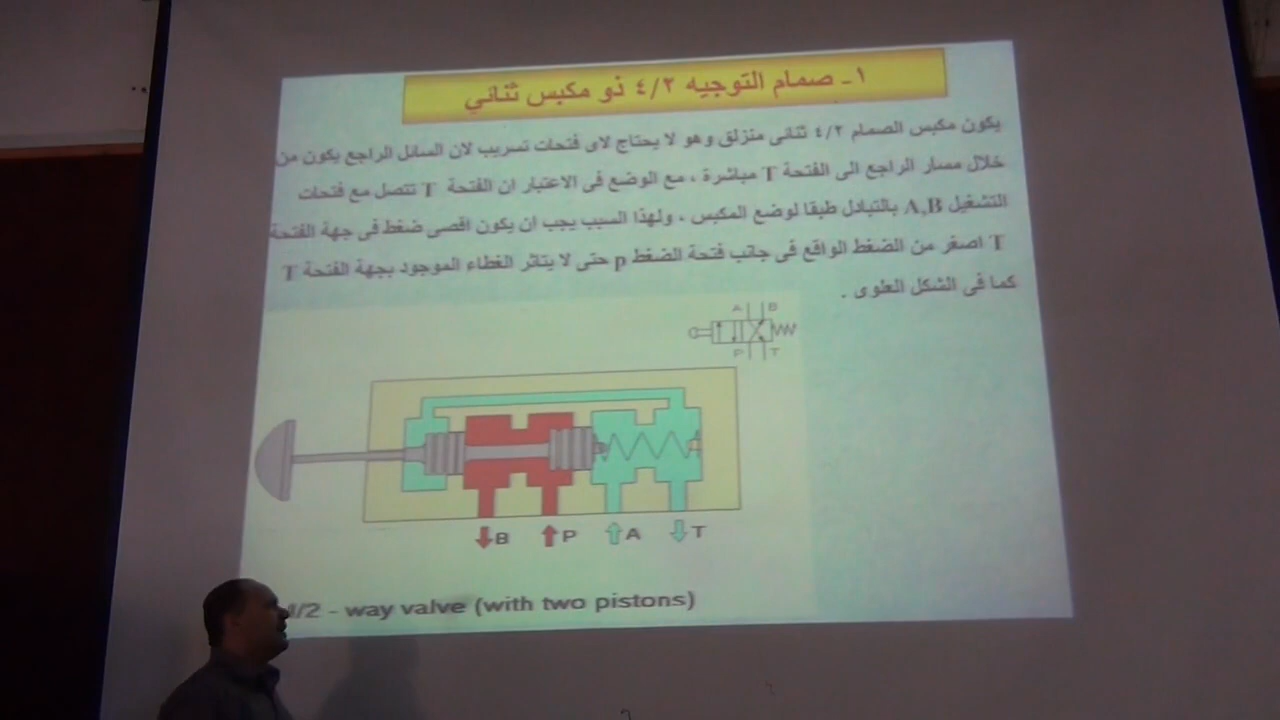 ١- صمام التوجيه ٤/٢ ذو مكبس ثنائي
يكون مكبس الصمام ٤/٢ ثنائى منزلق وهو لا يحتاج لاى فتحات تسريب لان السائل الراجع يكون من
خلال مسار الراجع الى الفتحة T مباشرة ، مع الوضع فى الاعتبار ان الفتحة T تتصل مع فتحات
التشغيل A,B بالتبادل طبقا لوضع المكبس ، ولهذا السبب يجب ان يكون اقصى ضغط فى جهة الفتحة
T اصغر من الضغط الواقع فى جانب فتحة الضغط p حتى لا يتاثر الغطاء الموجود بجهة الفتحة T
كما فى الشكل العلوى .
A B
P T
B P A T
4/2 - way valve (with two pistons)